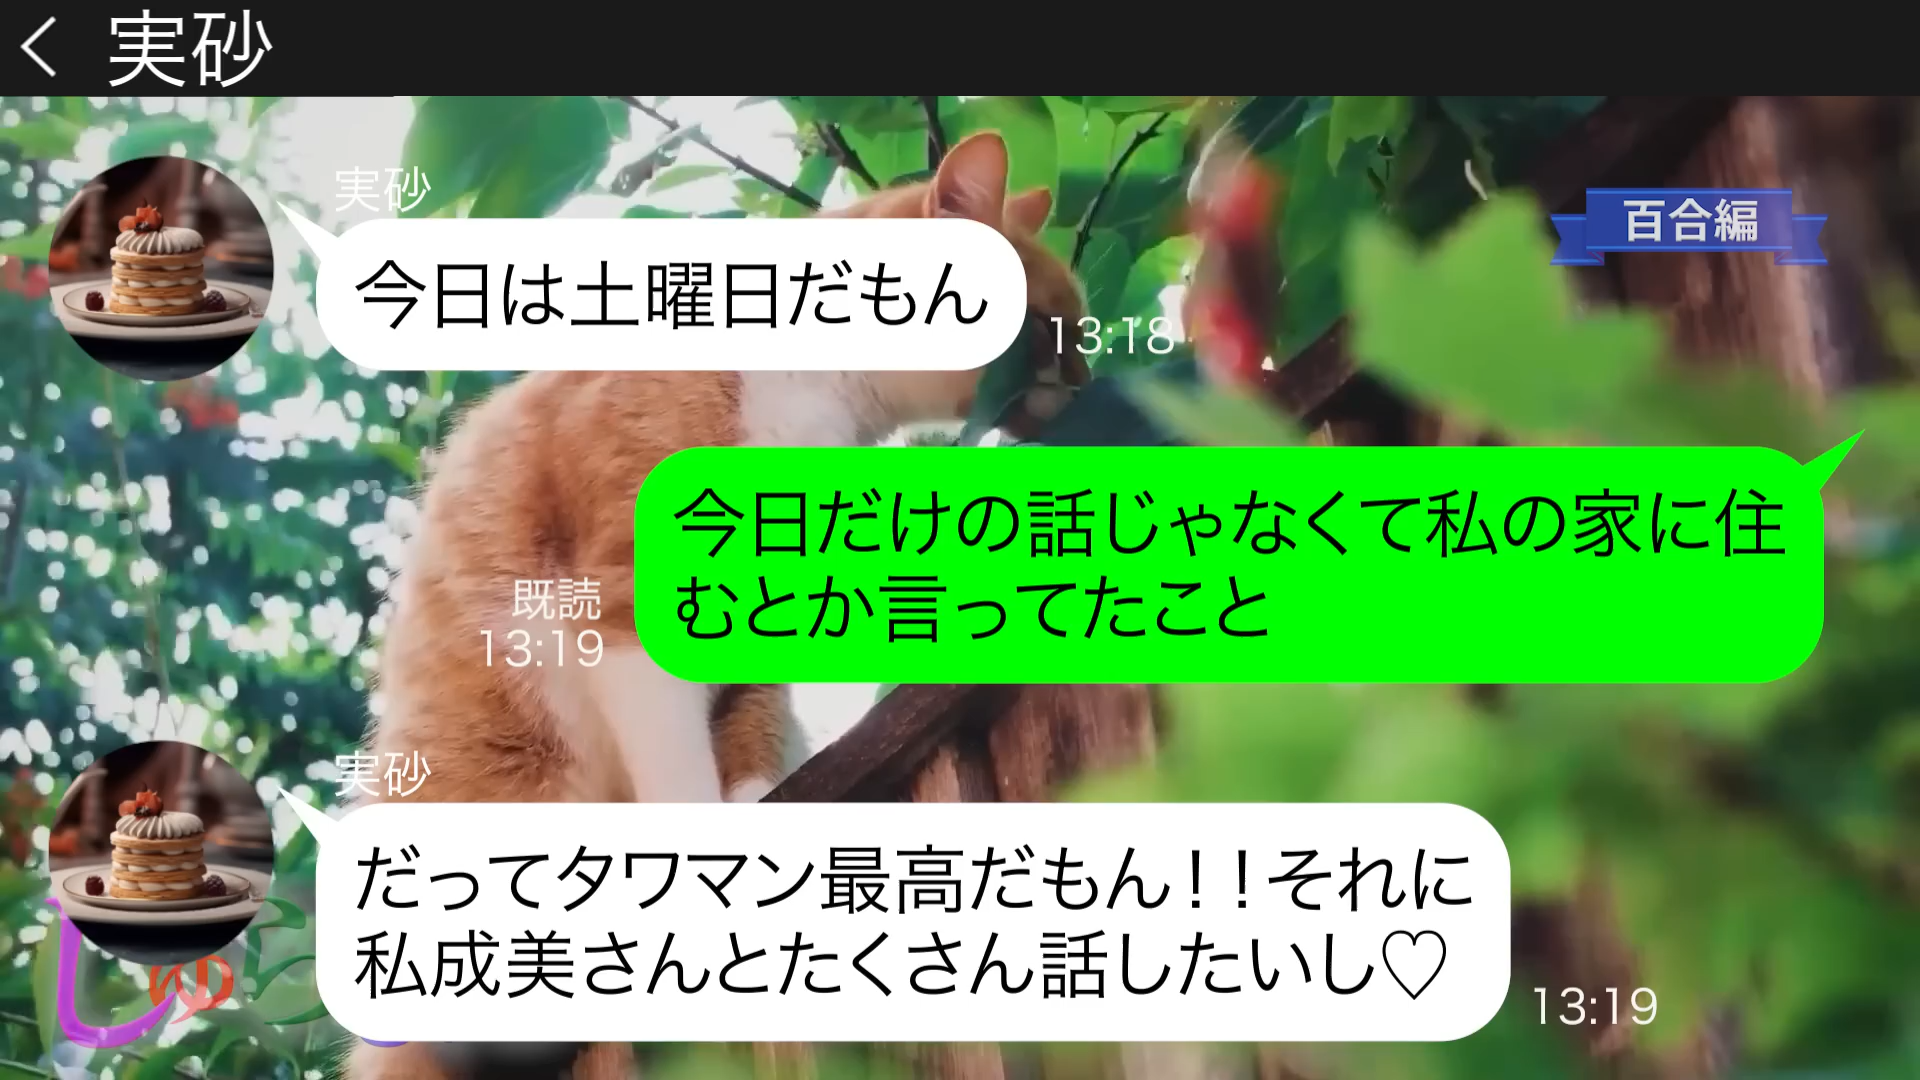 実砂
実砂
百合編
今日は土曜日だもん
13:18
今日だけの話じゃなくて私の家に住
むとか言ってたこと
既読
13:19
実砂
だってタワマン最高だもん！！それに
私成美さんとたくさん話したいし♡
13:19